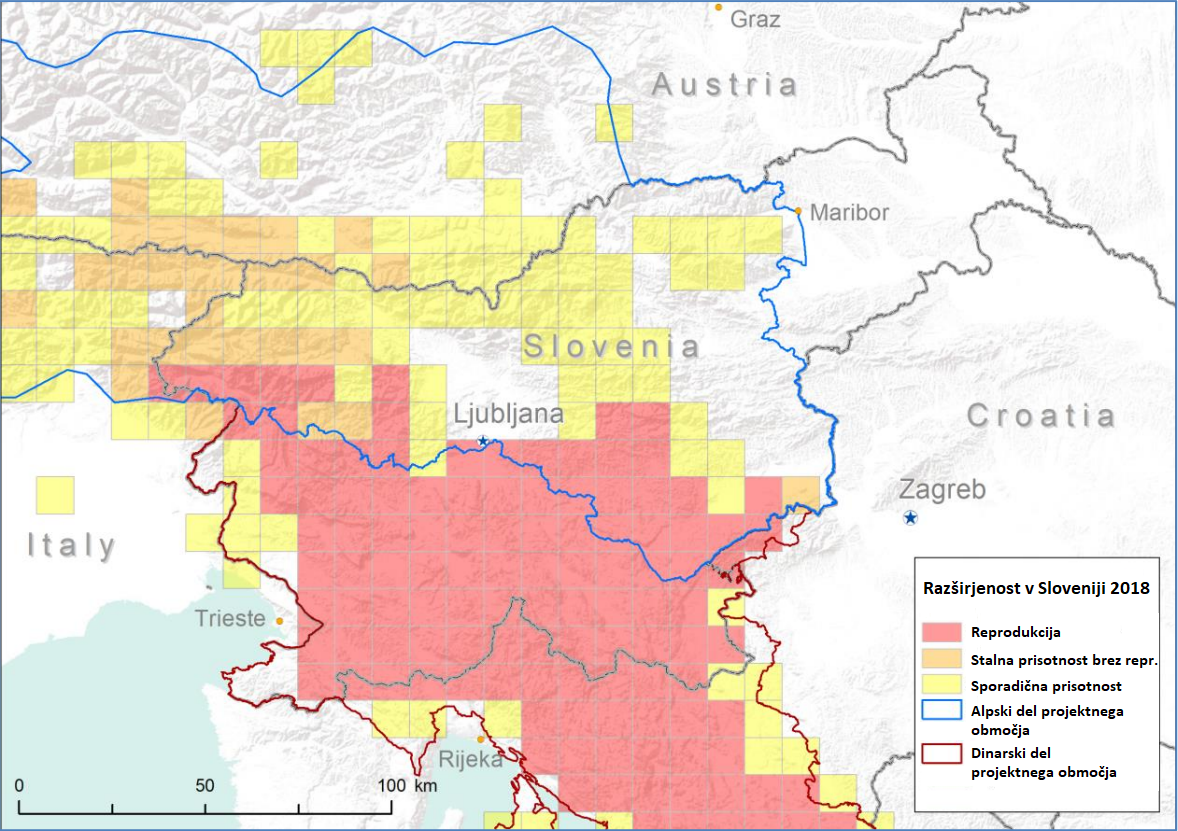 Graz
Austria
Maribor
Slovenia
Ljubljana
Croatia
Zagreb
Italy
Trieste
Rijeka
0 50 100 km
Razširjenost v Sloveniji 2018
Reprodukcija
Stalna prisotnost brez repr.
Sporadična prisotnost
Alpski del projektnega
območja
Dinarski del
projektnega območja